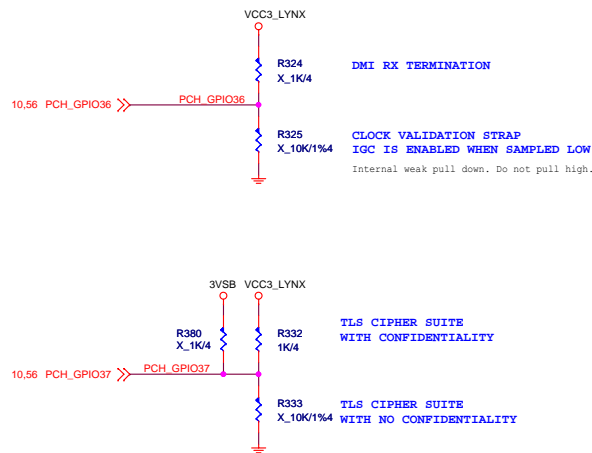 VCC3_LYNX
R324
X_1K/4
DMI RX TERMINATION
10,56 PCH_GPIO36
PCH_GPIO36
R325
X_10K/1%4
CLOCK VALIDATION STRAP
IGC IS ENABLED WHEN SAMPLED LOW
Internal weak pull down. Do not pull high.
3VSB VCC3_LYNX
R380
X_1K/4
R332
1K/4
TLS CIPHER SUITE
WITH CONFIDENTIALITY
10,56 PCH_GPIO37
PCH_GPIO37
R333
X_10K/1%4
TLS CIPHER SUITE
WITH NO CONFIDENTIALITY